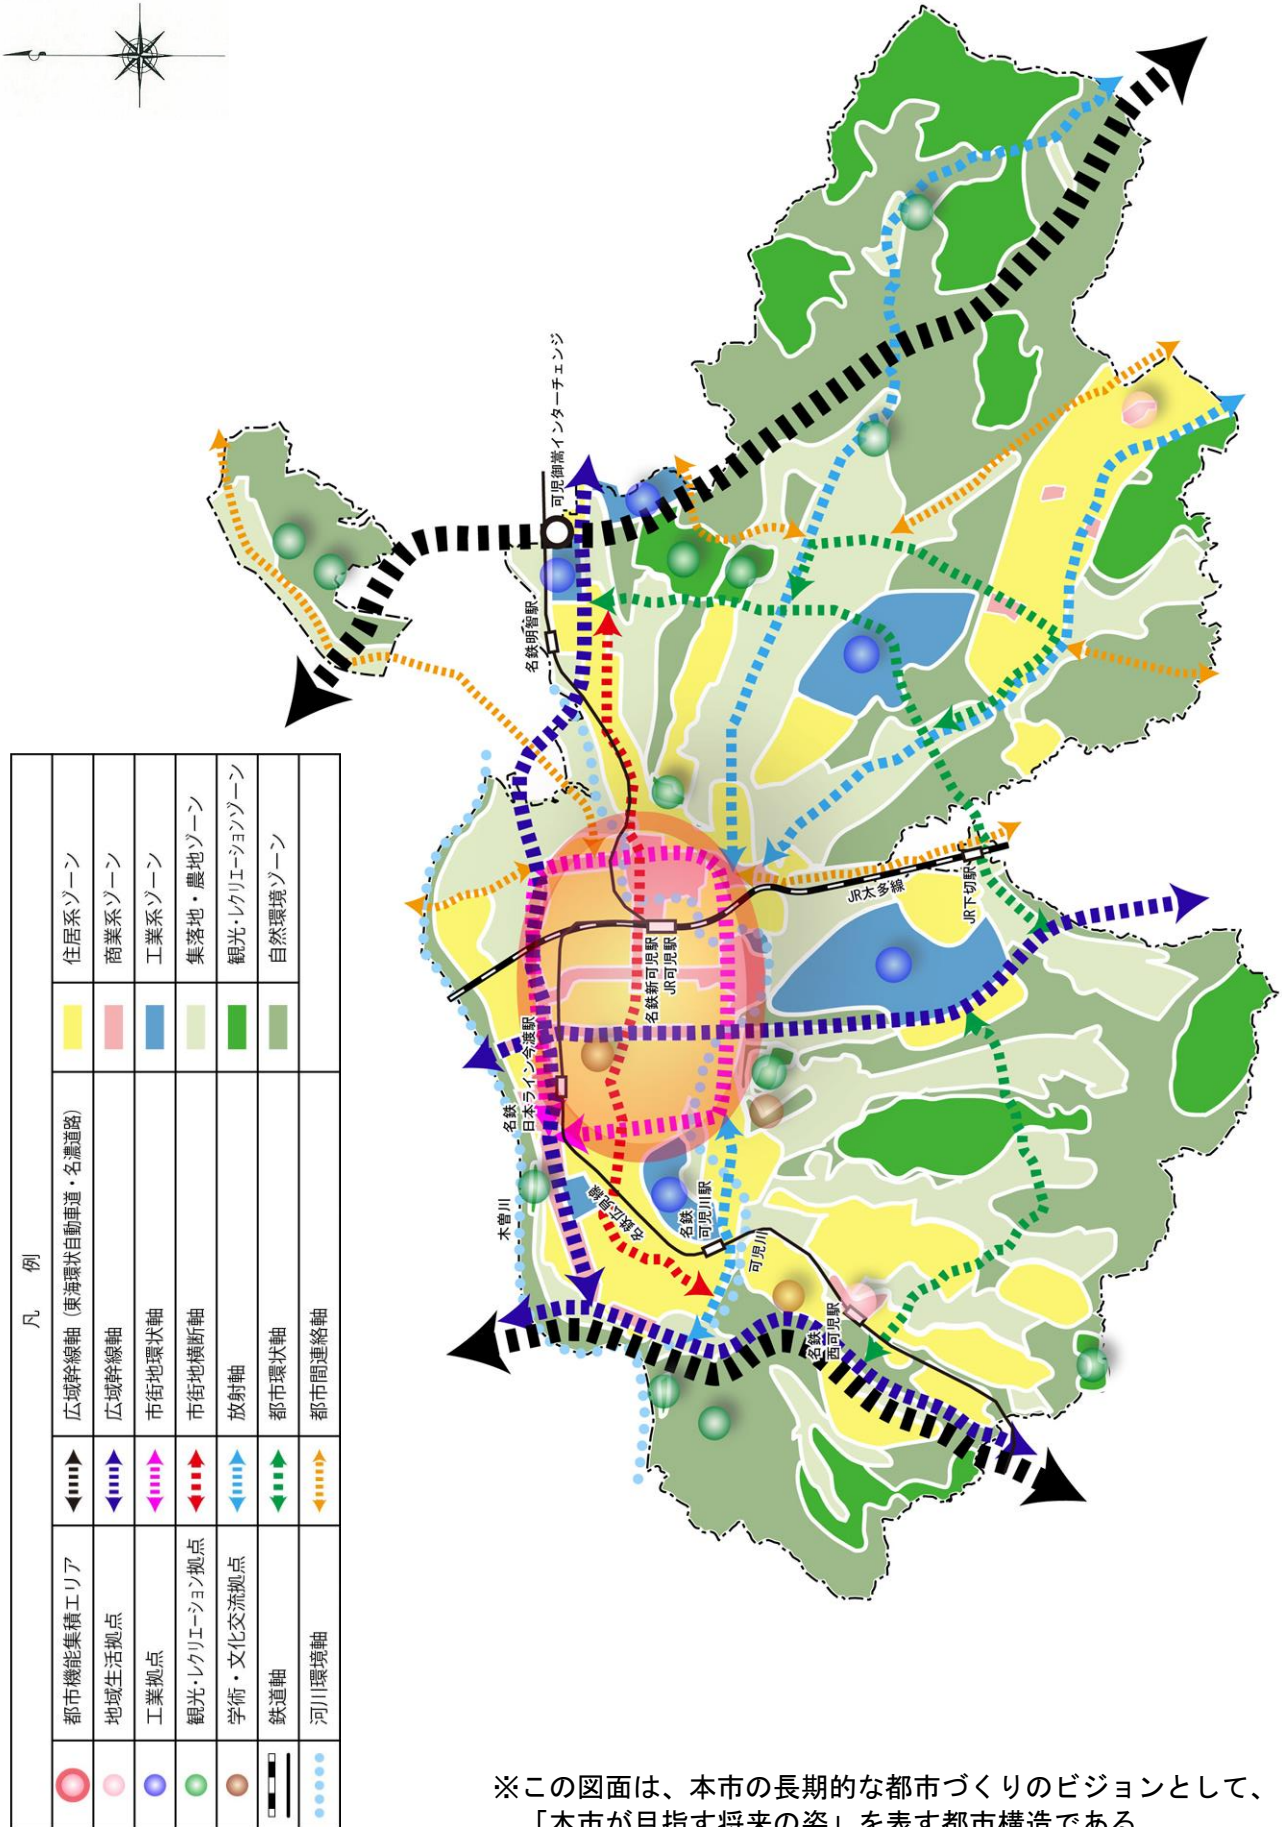 凡　例
都市機能集積エリア
地域生活拠点
工業拠点
観光・レクリエーション拠点
学術・文化交流拠点
鉄道軸
河川環境軸
広域幹線軸（東海環状自動車道・名濃道路）
広域幹線軸
市街地環状軸
市街地横断軸
放射軸
都市環状軸
都市間連絡軸
住居系ゾーン
商業系ゾーン
工業系ゾーン
集落地・農地ゾーン
観光・レクリエーションゾーン
自然環境ゾーン
可児御嵩インターチェンジ
名鉄明智駅
名鉄新可児駅
JR可児駅
JR太多線
JR下切駅
名鉄
日本ライン今渡駅
木曽川
名鉄広見線
名鉄
可児川駅
可児川
名鉄
西可児駅
※この図面は、本市の長期的な都市づくりのビジョンとして、
「本市が目指す将来の姿」を表す都市構造である